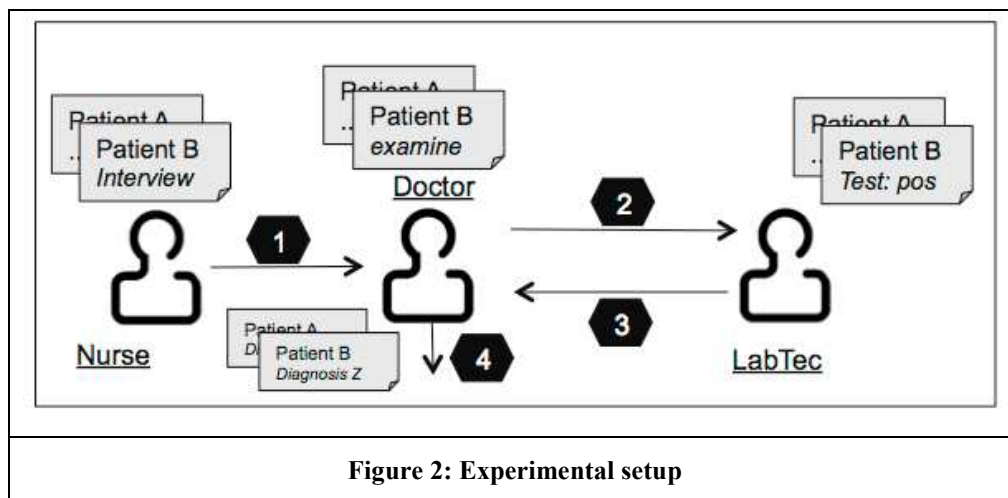 Patient A
..
Patient B
Interview
Patient A
..
Patient B
examine
Doctor
Patient A
..
Patient B
Test: pos
1
2
3
4
Nurse
Patient A
Patient B
Diagnosis Z
LabTec
Figure 2: Experimental setup